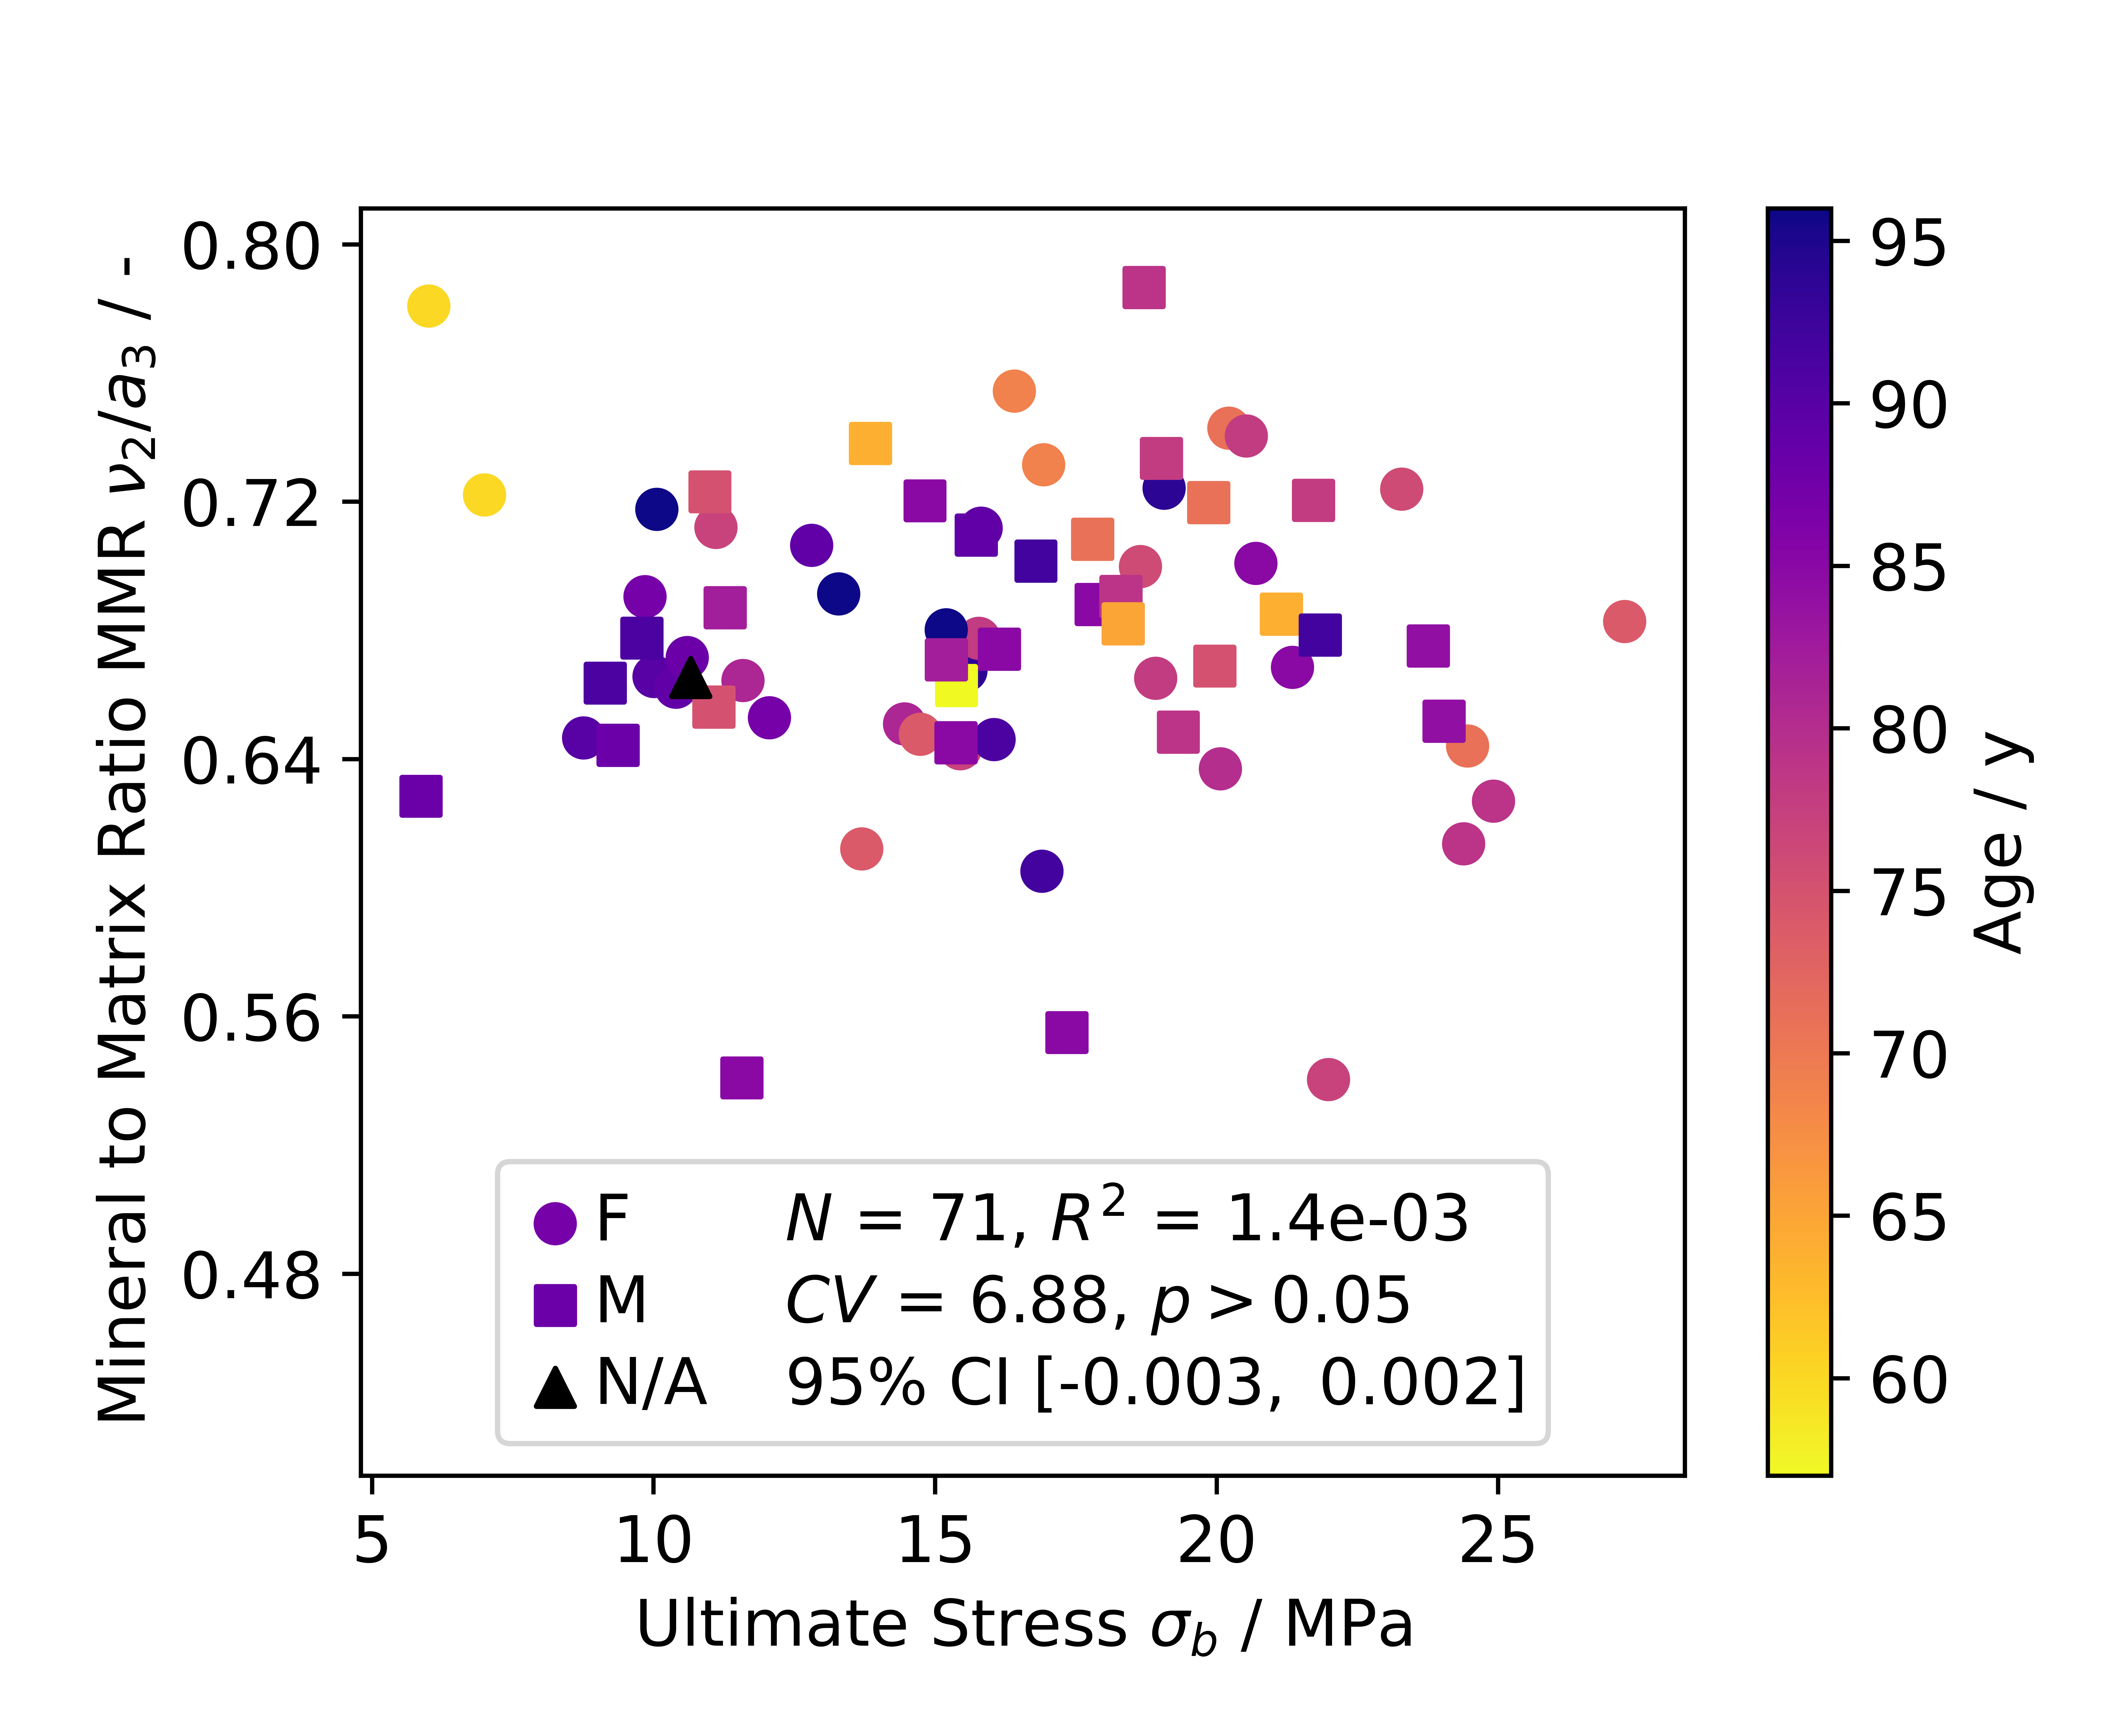 Mineral to Matrix Ratio MMR ν₂/a₃ / -
0.80
0.72
0.64
0.56
0.48
F N = 71, R² = 1.4e-03
M CV = 6.88, p > 0.05
N/A 95% CI [-0.003, 0.002]
5 10 15 20 25
Ultimate Stress σ_b / MPa
95
90
85
80
75
70
65
60
Age / y